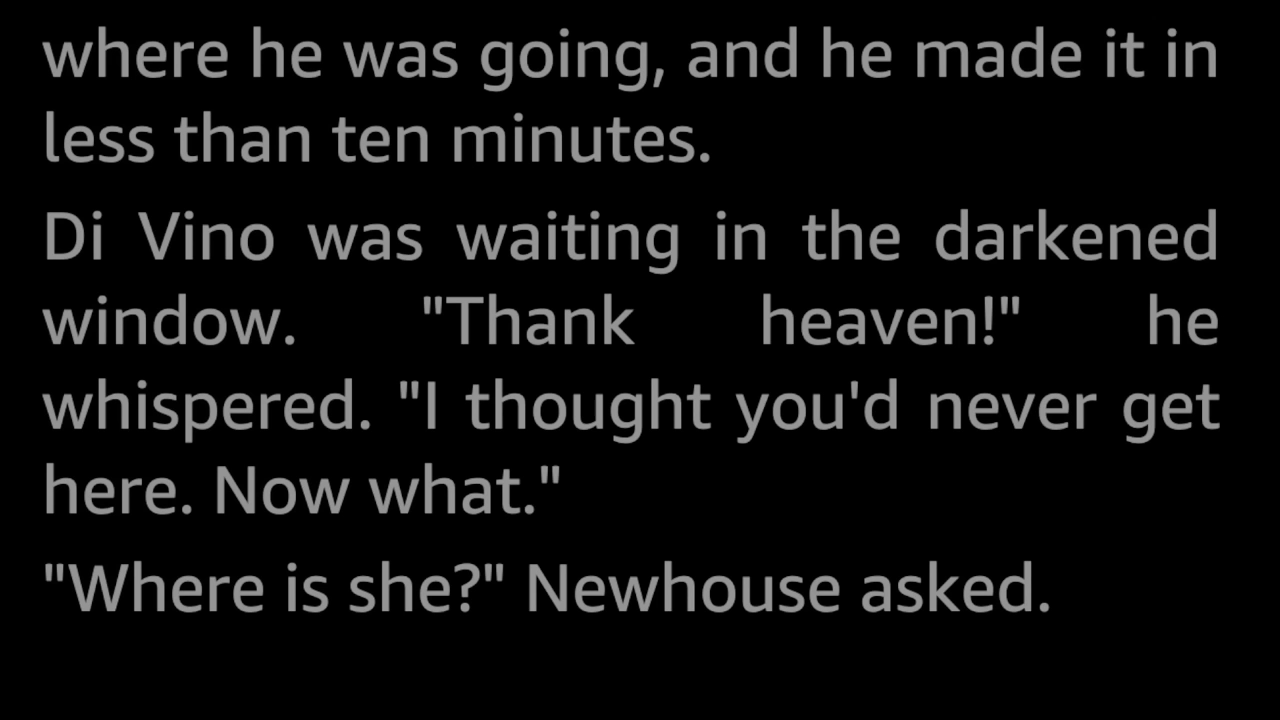 where he was going, and he made it in
less than ten minutes.
Di Vino was waiting in the darkened
window. "Thank heaven!" he
whispered. "I thought you'd never get
here. Now what."
"Where is she?" Newhouse asked.